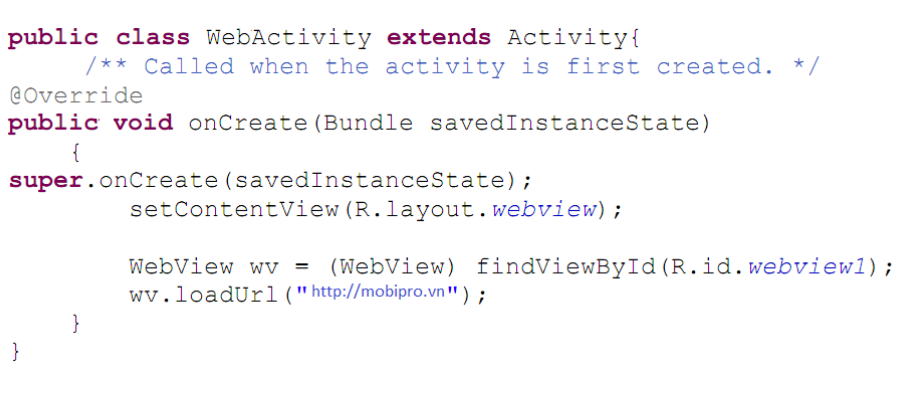 public class WebActivity extends Activity{
/** Called when the activity is first created. */
@Override
public void onCreate(Bundle savedInstanceState)
{
super.onCreate(savedInstanceState);
setContentView(R.layout.webview);
WebView wv = (WebView) findViewById(R.id.webview1);
wv.loadUrl("http://mobipro.vn");
}
}